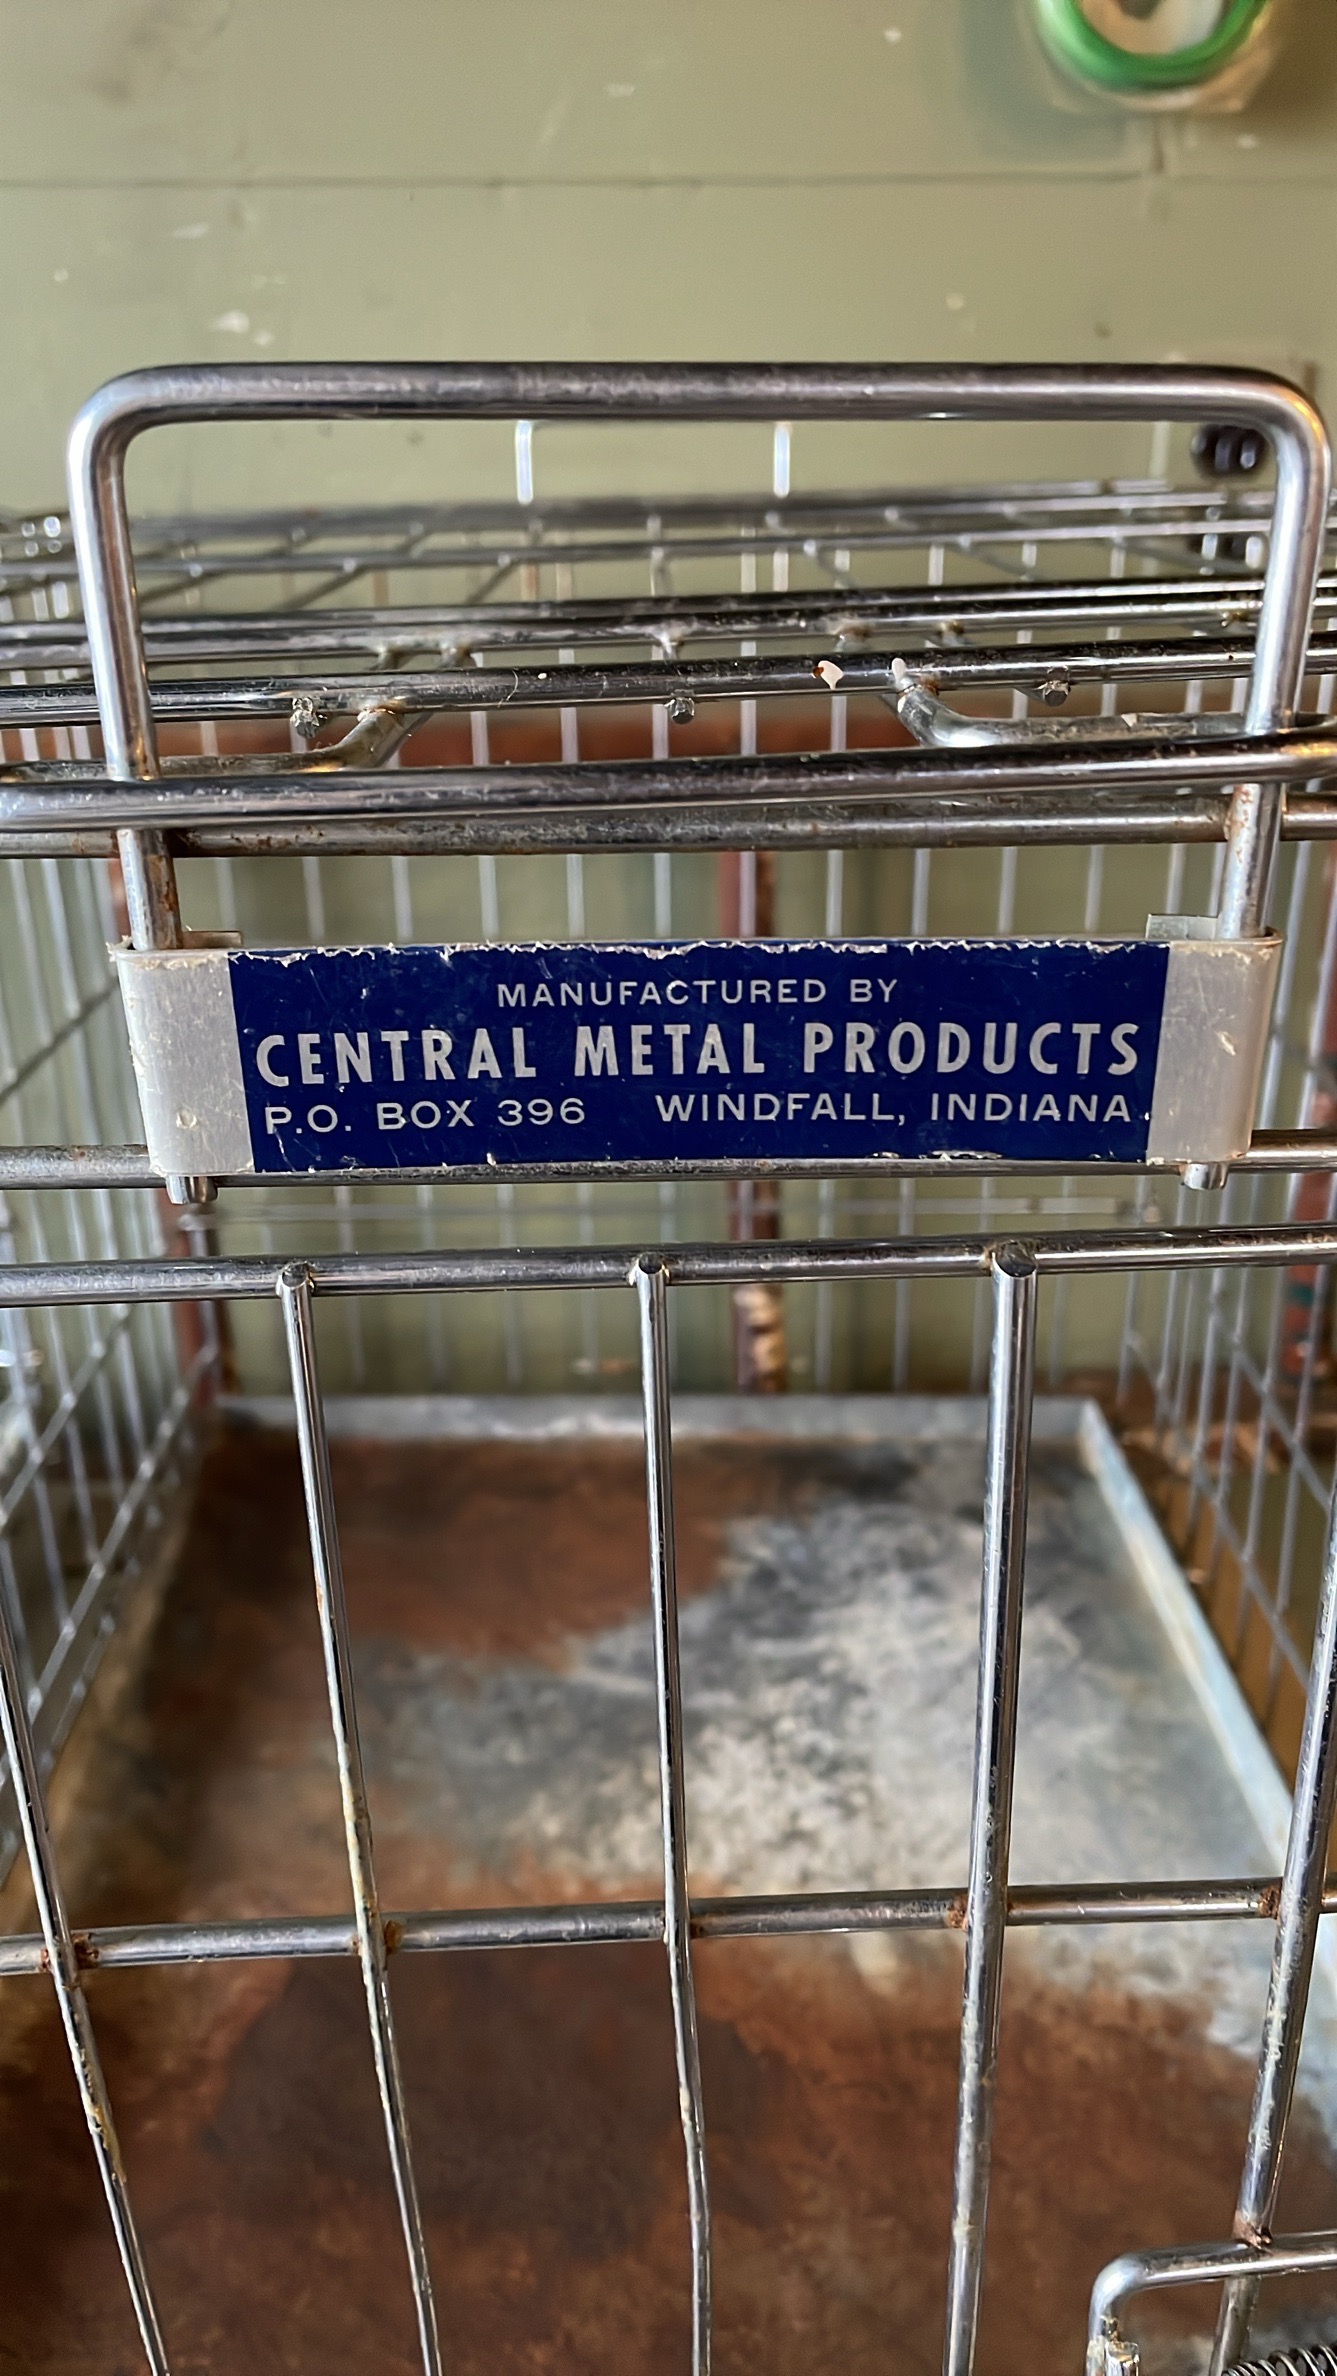 MANUFACTURED BY
CENTRAL METAL PRODUCTS
P.O. BOX 396 WINDFALL, INDIANA.